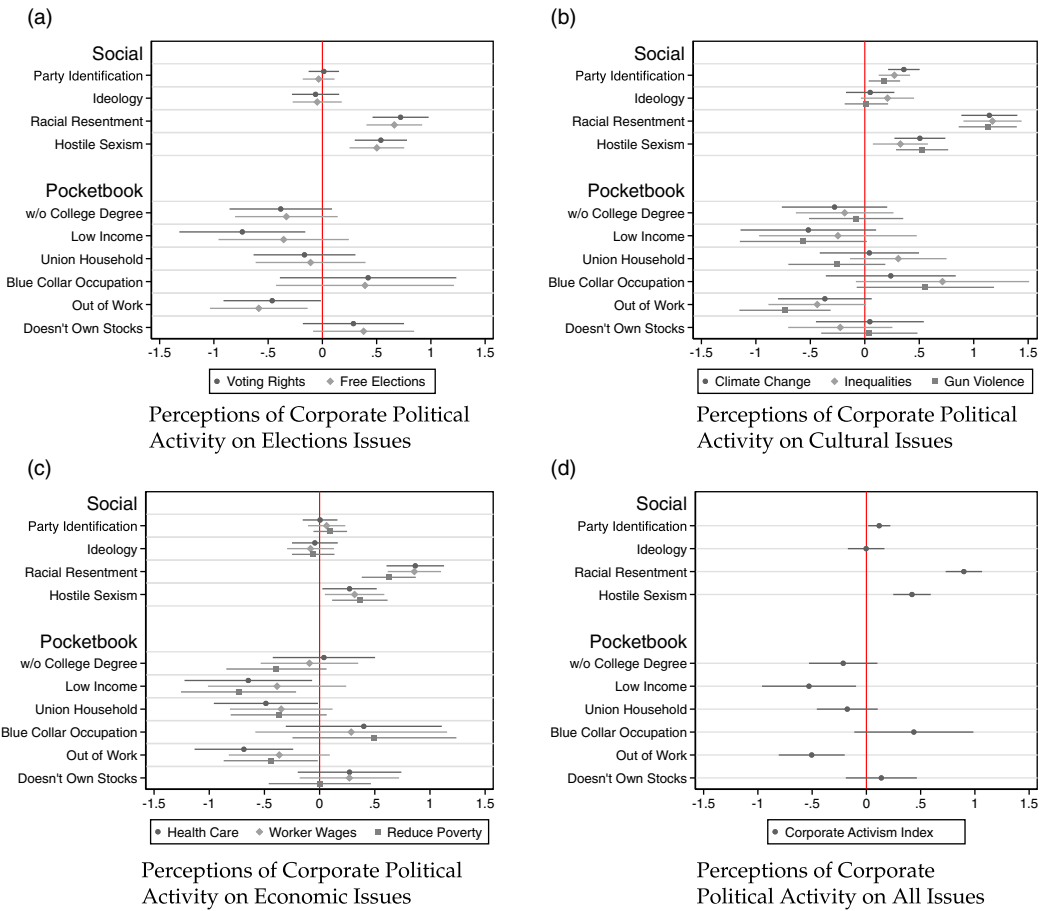 (a)
Social
Party Identification
Ideology
Racial Resentment
Hostile Sexism
Pocketbook
w/o College Degree
Low Income
Union Household
Blue Collar Occupation
Out of Work
Doesn't Own Stocks
-1.5 -1 -.5 0 .5 1 1.5
Voting Rights Free Elections
Perceptions of Corporate Political
Activity on Elections Issues
(b)
Social
Party Identification
Ideology
Racial Resentment
Hostile Sexism
Pocketbook
w/o College Degree
Low Income
Union Household
Blue Collar Occupation
Out of Work
Doesn't Own Stocks
-1.5 -1 -.5 0 .5 1 1.5
Climate Change Inequalities Gun Violence
Perceptions of Corporate Political
Activity on Cultural Issues
(c)
Social
Party Identification
Ideology
Racial Resentment
Hostile Sexism
Pocketbook
w/o College Degree
Low Income
Union Household
Blue Collar Occupation
Out of Work
Doesn't Own Stocks
-1.5 -1 -.5 0 .5 1 1.5
Health Care Worker Wages Reduce Poverty
Perceptions of Corporate Political
Activity on Economic Issues
(d)
Social
Party Identification
Ideology
Racial Resentment
Hostile Sexism
Pocketbook
w/o College Degree
Low Income
Union Household
Blue Collar Occupation
Out of Work
Doesn't Own Stocks
-1.5 -1 -.5 0 .5 1 1.5
Corporate Activism Index
Perceptions of Corporate
Political Activity on All Issues